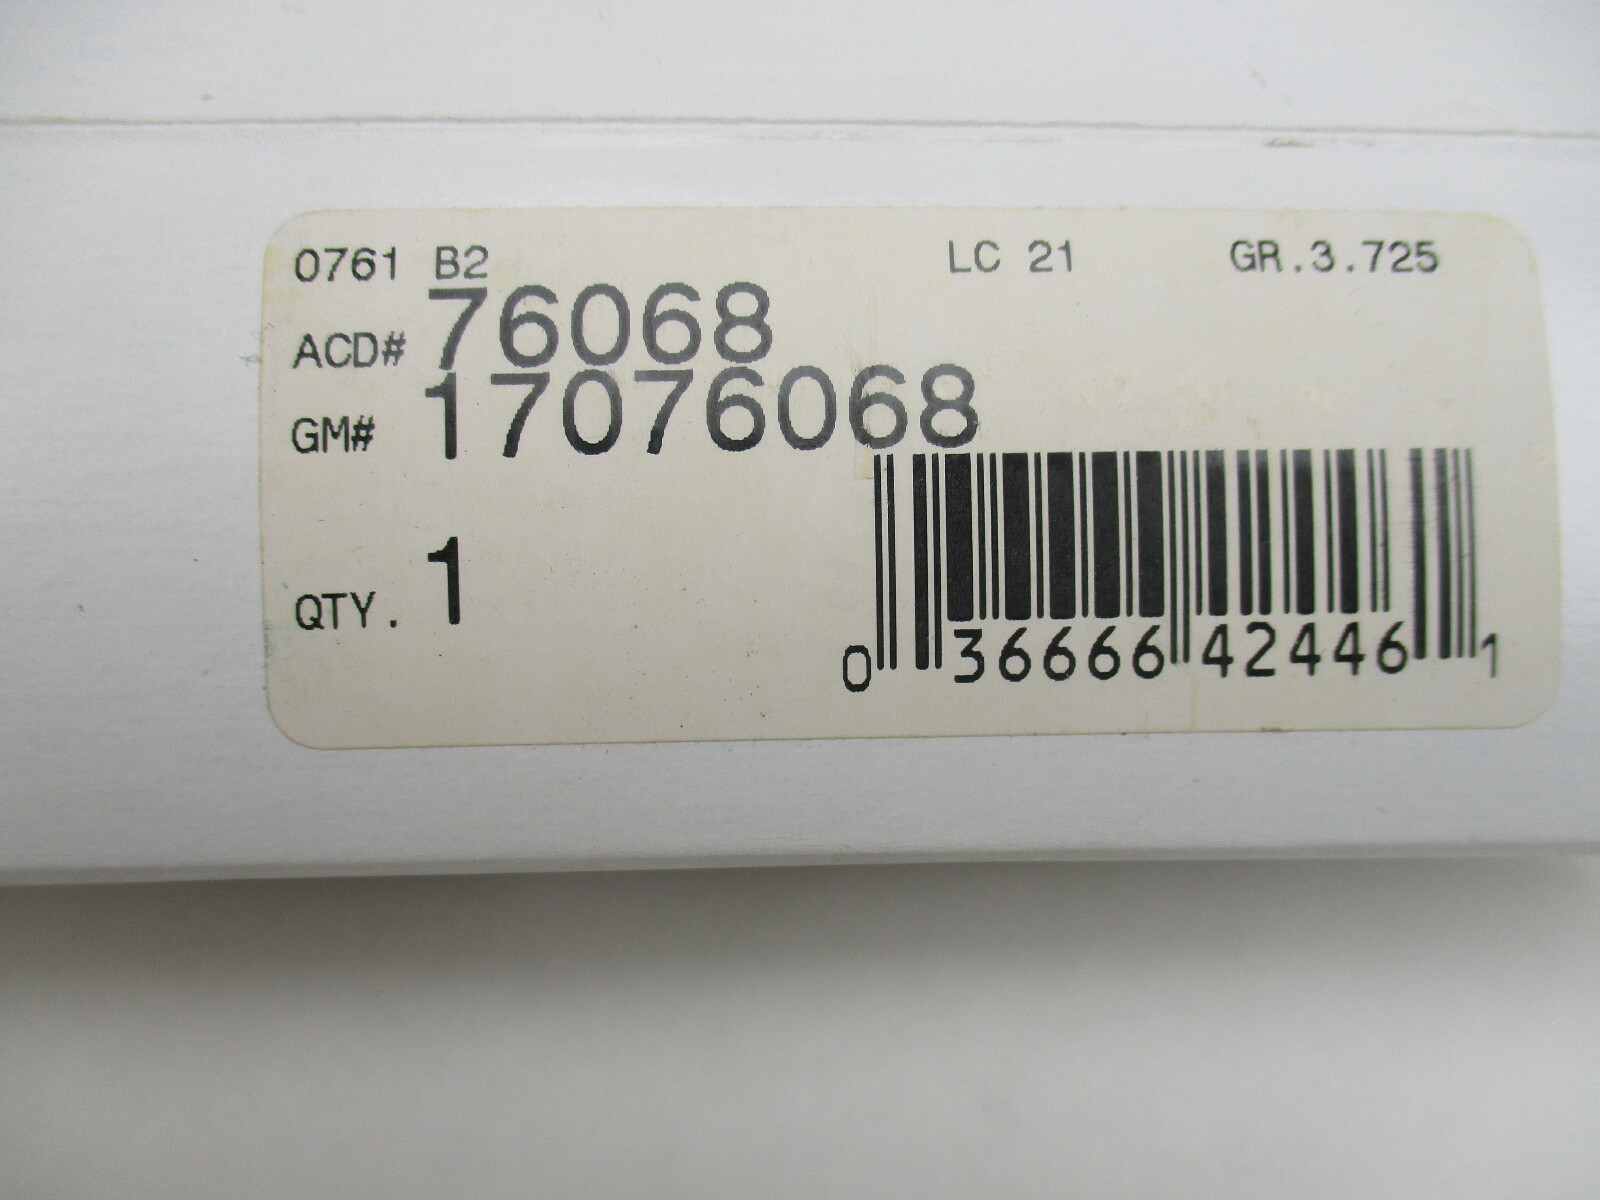 0761 B2 LC 21 GR.3.725
ACD# 76068
GM# 17076068
QTY. 1
0 36666 42446 1